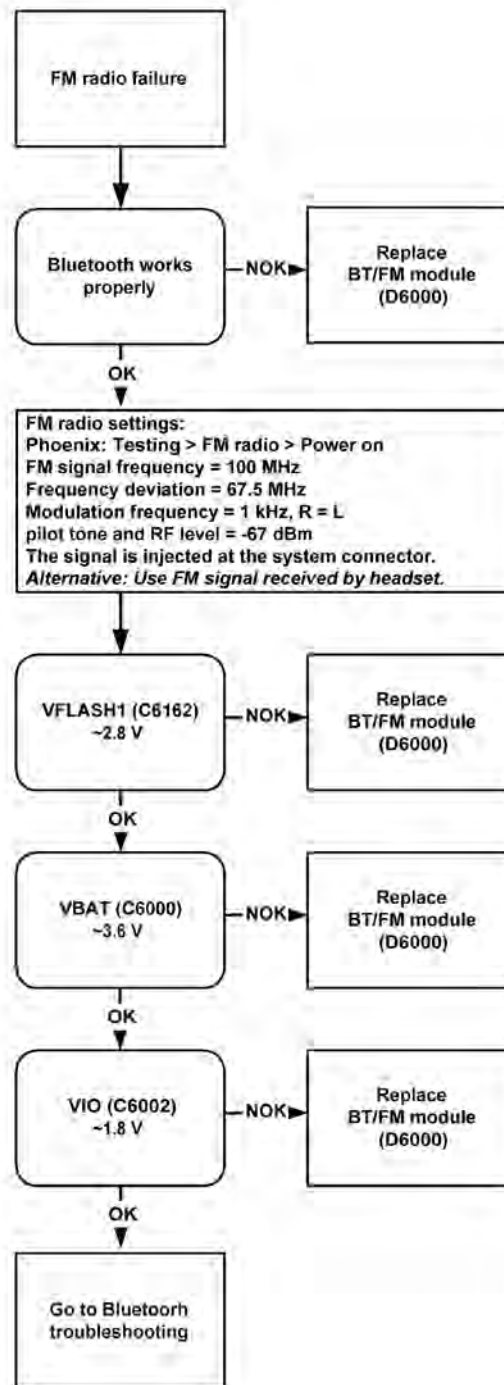 FM radio failure
Bluetooth works
properly
NOK
Replace
BT/FM module
(D6000)
OK
FM radio settings:
Phoenix: Testing > FM radio > Power on
FM signal frequency = 100 MHz
Frequency deviation = 67.5 MHz
Modulation frequency = 1 kHz, R = L
pilot tone and RF level = -67 dBm
The signal is injected at the system connector.
Alternative: Use FM signal received by headset.
VFLASH1 (C6162)
~2.8 V
NOK
Replace
BT/FM module
(D6000)
OK
VBAT (C6000)
~3.6 V
NOK
Replace
BT/FM module
(D6000)
OK
VIO (C6002)
~1.8 V
NOK
Replace
BT/FM module
(D6000)
OK
Go to Bluetoorh
troubleshooting